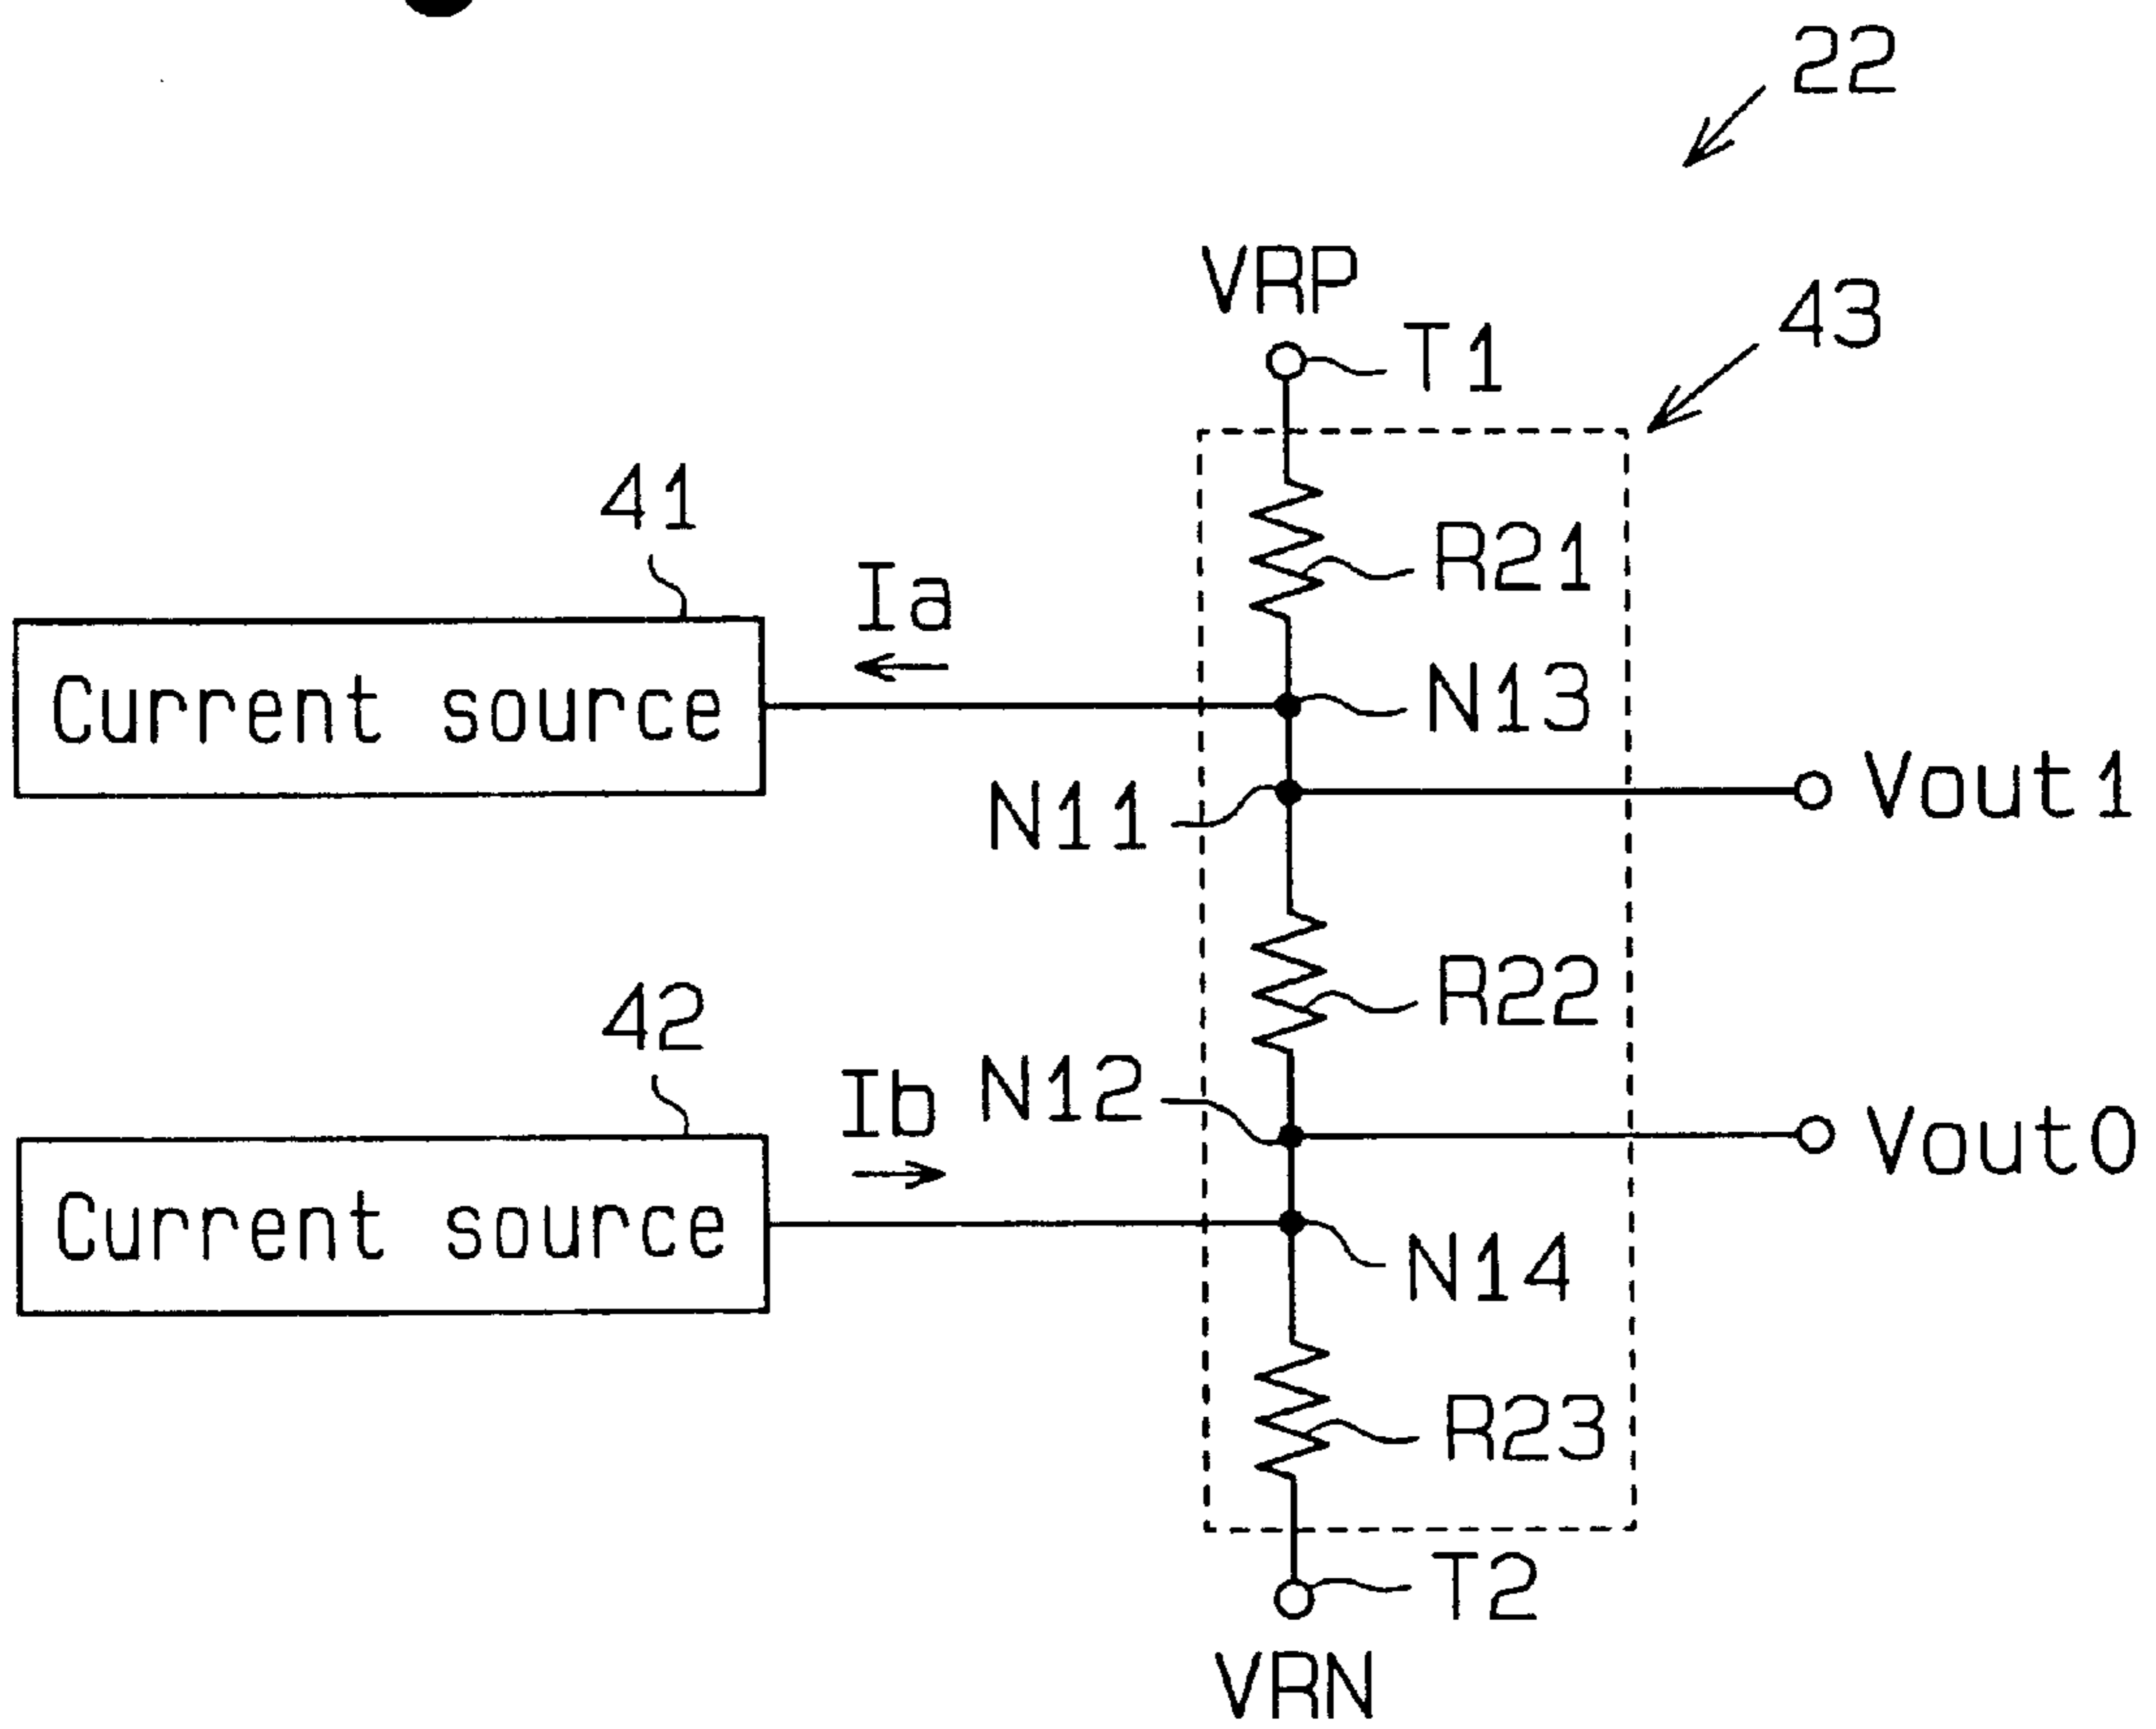 22
VRP
T1
43
41
R21
Ia
N13
Current source
Vout1
N11
R22
42
N12
Ib
Vout0
Current source
N14
R23
T2
VRN